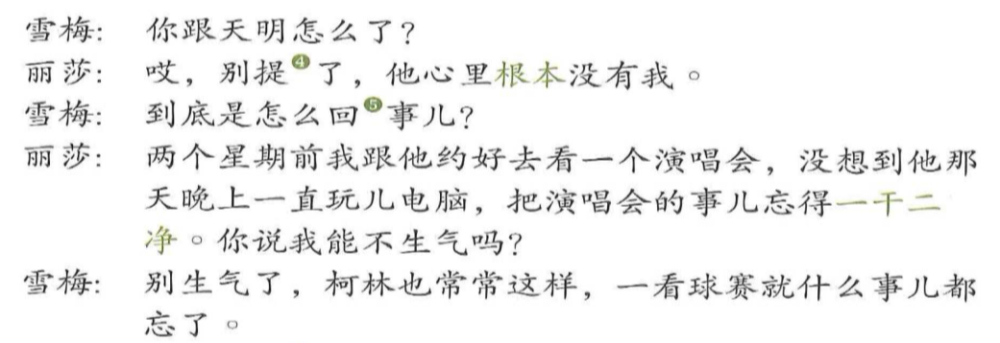 雪梅： 你跟天明怎么了？
丽莎： 哎，别提④了，他心里根本没有我。
雪梅： 到底是怎么回⑤事儿？
丽莎： 两个星期前我跟他约好去看一个演唱会，没想到他那
天晚上一直玩儿电脑，把演唱会的事儿忘得一干二
净。你说我能不生气吗？
雪梅： 别生气了，柯林也常常这样，一看球赛就什么事儿都
忘了。